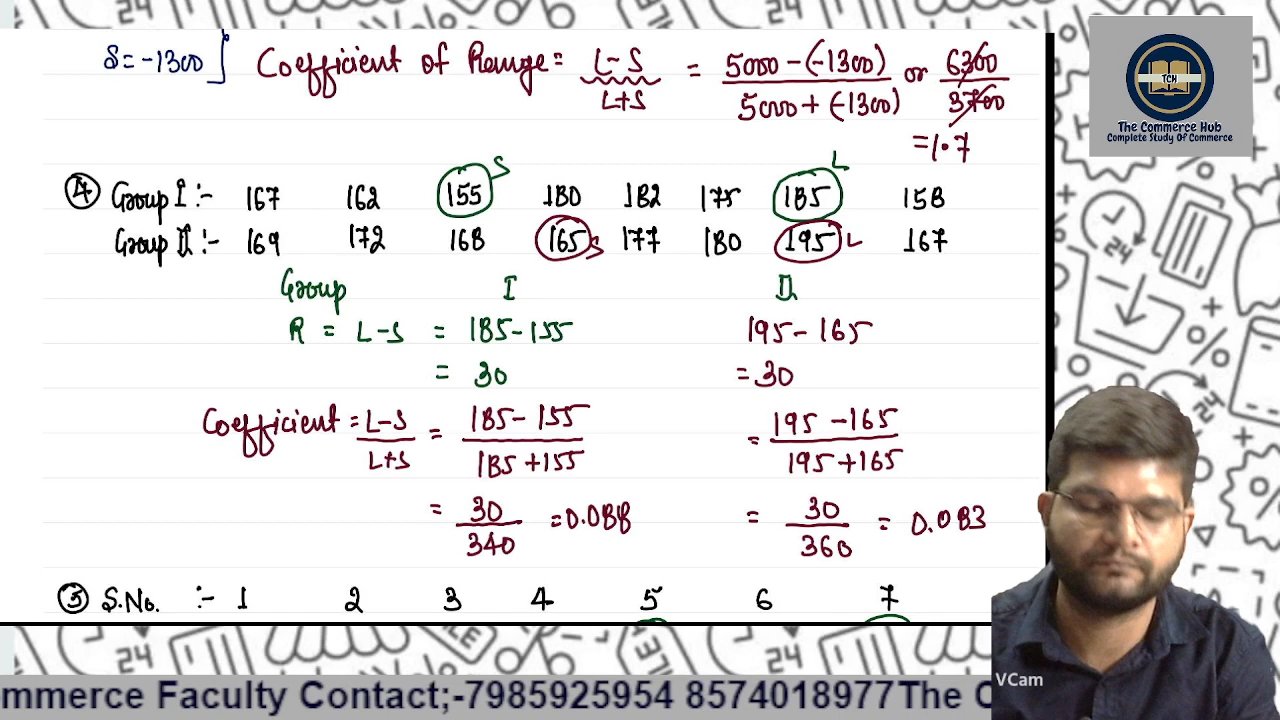 S = -1300] Coefficient of Range = L-S / L+S = 5000-(-1300) / 5000+(-1300) or 6300 / 3700
= 1.7
TCH
The Commerce Hub
Complete Study Of Commerce
④ Group I :- 167 162 155 S 180 182 175 185 L 158
Group II :- 169 172 168 165 S 177 180 195 L 167
Group I II
R = L-S = 185-155 195-165
= 30 = 30
Coefficient = L-S / L+S = 185-155 / 185+155 = 195-165 / 195+165
= 30 / 340 = 0.088 = 30 / 360 = 0.083
⑤ S.No. :- 1 2 3 4 5 6 7
VCam
ommerce Faculty Contact;-7985925954 8574018977The C